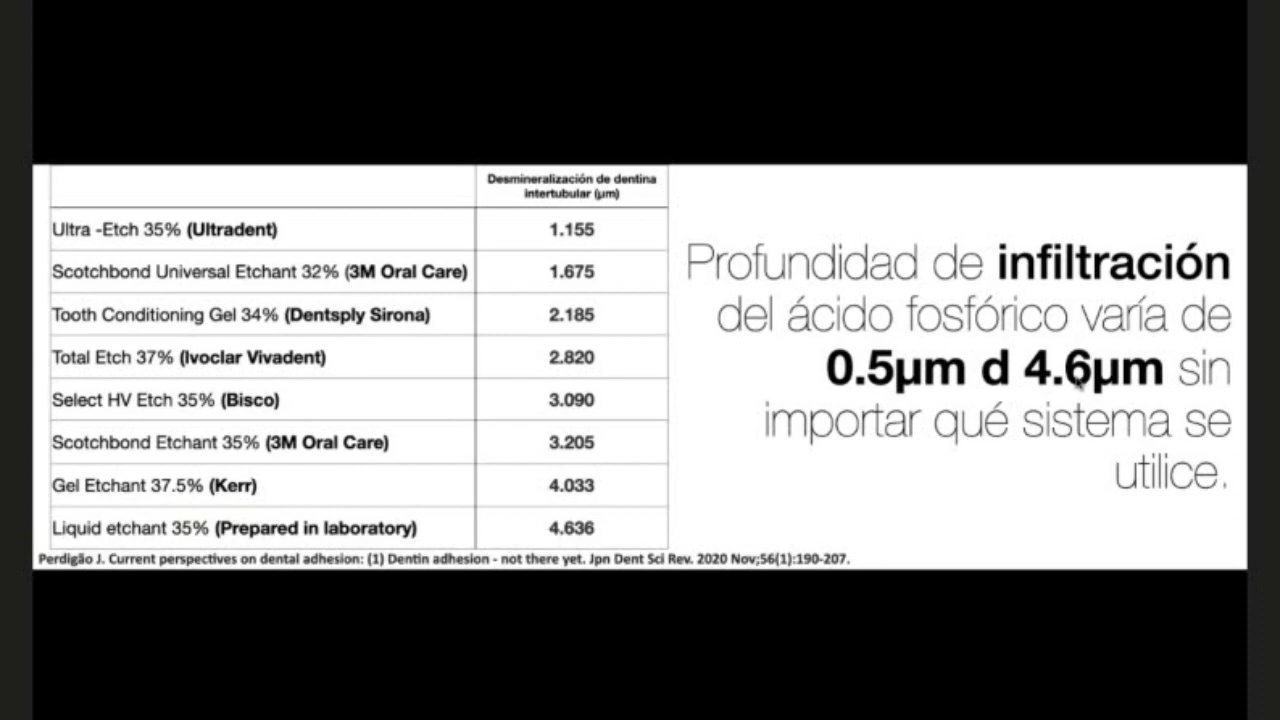 Desmineralización de dentina
intertubular (µm)
Ultra -Etch 35% (Ultradent) 1.155
Scotchbond Universal Etchant 32% (3M Oral Care) 1.675
Tooth Conditioning Gel 34% (Dentsply Sirona) 2.185
Total Etch 37% (Ivoclar Vivadent) 2.820
Select HV Etch 35% (Bisco) 3.090
Scotchbond Etchant 35% (3M Oral Care) 3.205
Gel Etchant 37.5% (Kerr) 4.033
Liquid etchant 35% (Prepared in laboratory) 4.636
Perdigão J. Current perspectives on dental adhesion: (1) Dentin adhesion - not there yet. Jpn Dent Sci Rev. 2020 Nov;56(1):190-207.
Profundidad de infiltración
del ácido fosfórico varía de
0.5µm d 4.6µm sin
importar qué sistema se
utilice.